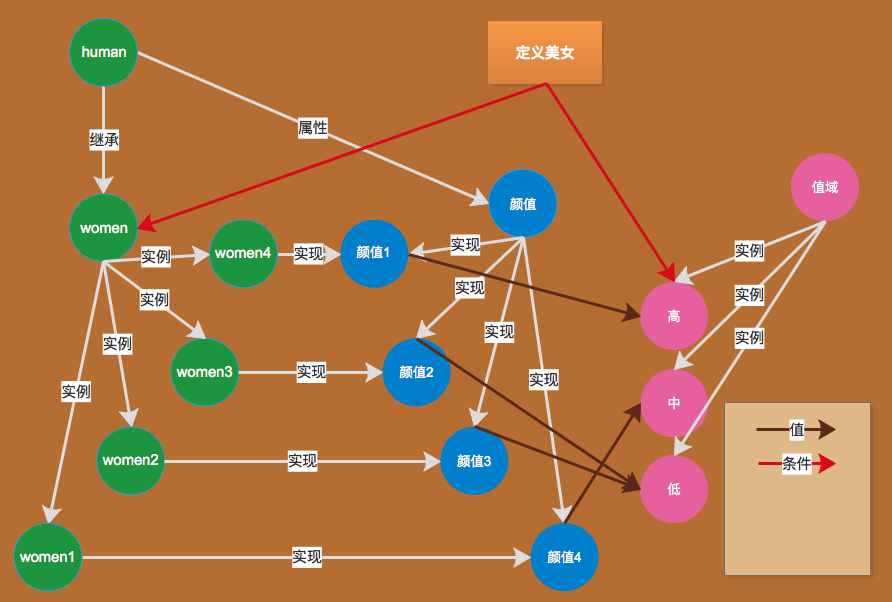 human
定义美女
继承
属性
值域
颜值
women
women4
颜值1
实例
实现
实现
实例
实现
实例
实例
高
实例
实现
实例
实例
women3
实现
颜值2
实现
实例
中
women2
实现
颜值3
低
women1
实现
颜值4
值
条件